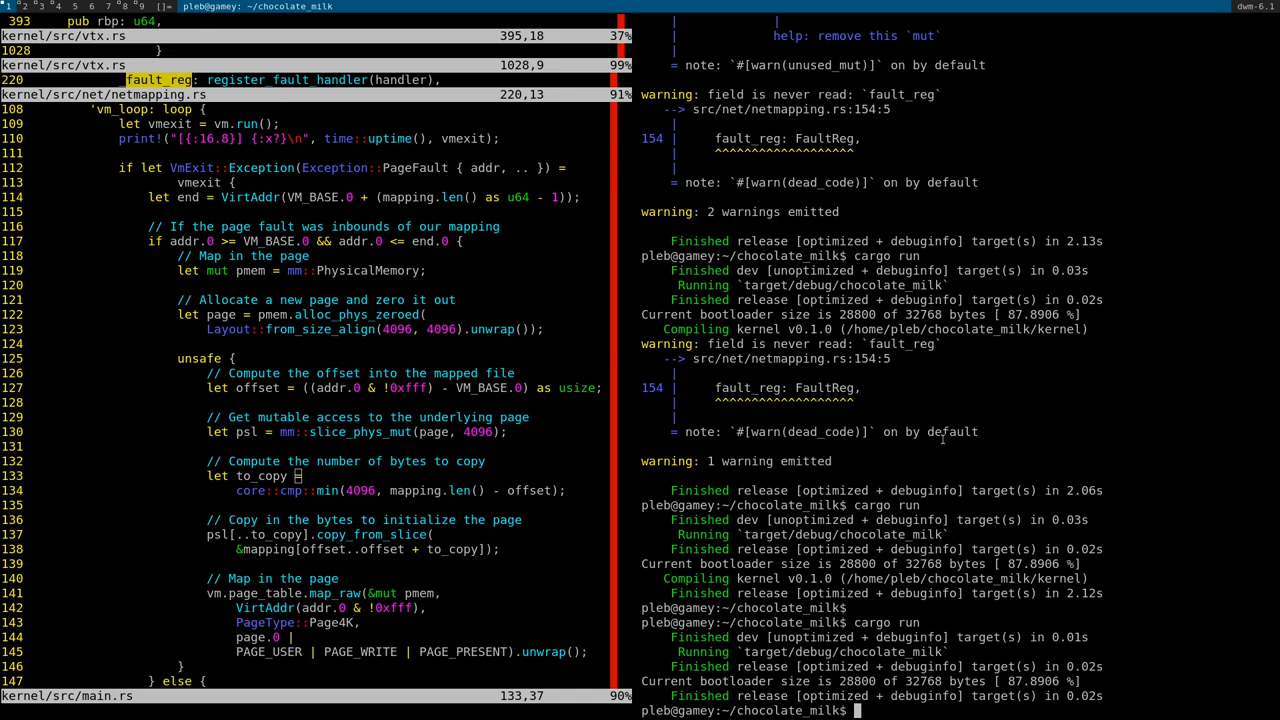 1 2 3 4 5 6 7 8 9 []= pleb@gamey: ~/chocolate_milk dwm-6.1
393 pub rbp: u64,
kernel/src/vtx.rs 395,18 37%
1028 }
kernel/src/vtx.rs 1028,9 99%
220 fault_reg: register_fault_handler(handler),
kernel/src/net/netmapping.rs 220,13 91%
108 'vm_loop: loop {
109 let vmexit = vm.run();
110 print!("[{:16.8}] {:x?}\n", time::uptime(), vmexit);
111
112 if let VmExit::Exception(Exception::PageFault { addr, .. }) =
113 vmexit {
114 let end = VirtAddr(VM_BASE.0 + (mapping.len() as u64 - 1));
115
116 // If the page fault was inbounds of our mapping
117 if addr.0 >= VM_BASE.0 && addr.0 <= end.0 {
118 // Map in the page
119 let mut pmem = mm::PhysicalMemory;
120
121 // Allocate a new page and zero it out
122 let page = pmem.alloc_phys_zeroed(
123 Layout::from_size_align(4096, 4096).unwrap());
124
125 unsafe {
126 // Compute the offset into the mapped file
127 let offset = ((addr.0 & !0xfff) - VM_BASE.0) as usize;
128
129 // Get mutable access to the underlying page
130 let psl = mm::slice_phys_mut(page, 4096);
131
132 // Compute the number of bytes to copy
133 let to_copy =
134 core::cmp::min(4096, mapping.len() - offset);
135
136 // Copy in the bytes to initialize the page
137 psl[..to_copy].copy_from_slice(
138 &mapping[offset..offset + to_copy]);
139
140 // Map in the page
141 vm.page_table.map_raw(&mut pmem,
142 VirtAddr(addr.0 & !0xfff),
143 PageType::Page4K,
144 page.0 |
145 PAGE_USER | PAGE_WRITE | PAGE_PRESENT).unwrap();
146 }
147 } else {
kernel/src/main.rs 133,37 90%
| |
| help: remove this `mut`
|
= note: `#[warn(unused_mut)]` on by default

warning: field is never read: `fault_reg`
--> src/net/netmapping.rs:154:5
|
154 | fault_reg: FaultReg,
| ^^^^^^^^^^^^^^^^^^^
|
= note: `#[warn(dead_code)]` on by default

warning: 2 warnings emitted

Finished release [optimized + debuginfo] target(s) in 2.13s
pleb@gamey:~/chocolate_milk$ cargo run
Finished dev [unoptimized + debuginfo] target(s) in 0.03s
Running `target/debug/chocolate_milk`
Finished release [optimized + debuginfo] target(s) in 0.02s
Current bootloader size is 28800 of 32768 bytes [ 87.8906 %]
Compiling kernel v0.1.0 (/home/pleb/chocolate_milk/kernel)
warning: field is never read: `fault_reg`
--> src/net/netmapping.rs:154:5
|
154 | fault_reg: FaultReg,
| ^^^^^^^^^^^^^^^^^^^
|
= note: `#[warn(dead_code)]` on by default

warning: 1 warning emitted

Finished release [optimized + debuginfo] target(s) in 2.06s
pleb@gamey:~/chocolate_milk$ cargo run
Finished dev [unoptimized + debuginfo] target(s) in 0.03s
Running `target/debug/chocolate_milk`
Finished release [optimized + debuginfo] target(s) in 0.02s
Current bootloader size is 28800 of 32768 bytes [ 87.8906 %]
Compiling kernel v0.1.0 (/home/pleb/chocolate_milk/kernel)
Finished release [optimized + debuginfo] target(s) in 2.12s
pleb@gamey:~/chocolate_milk$
pleb@gamey:~/chocolate_milk$ cargo run
Finished dev [unoptimized + debuginfo] target(s) in 0.01s
Running `target/debug/chocolate_milk`
Finished release [optimized + debuginfo] target(s) in 0.02s
Current bootloader size is 28800 of 32768 bytes [ 87.8906 %]
Finished release [optimized + debuginfo] target(s) in 0.02s
pleb@gamey:~/chocolate_milk$